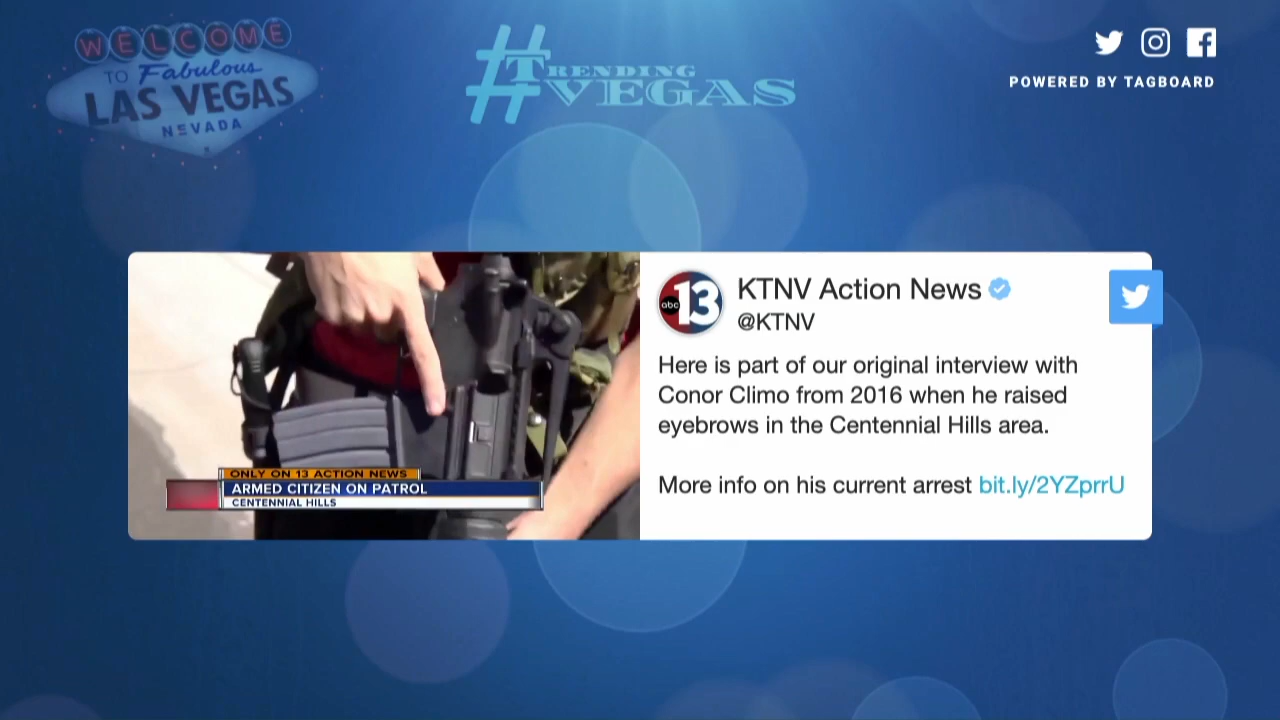 WELCOME
TO Fabulous
LAS VEGAS
NEVADA
#TRENDING
VEGAS
POWERED BY TAGBOARD
ONLY ON 13 ACTION NEWS
ARMED CITIZEN ON PATROL
CENTENNIAL HILLS
abc 13
KTNV Action News
@KTNV
Here is part of our original interview with
Conor Climo from 2016 when he raised
eyebrows in the Centennial Hills area.
More info on his current arrest bit.ly/2YZprrU